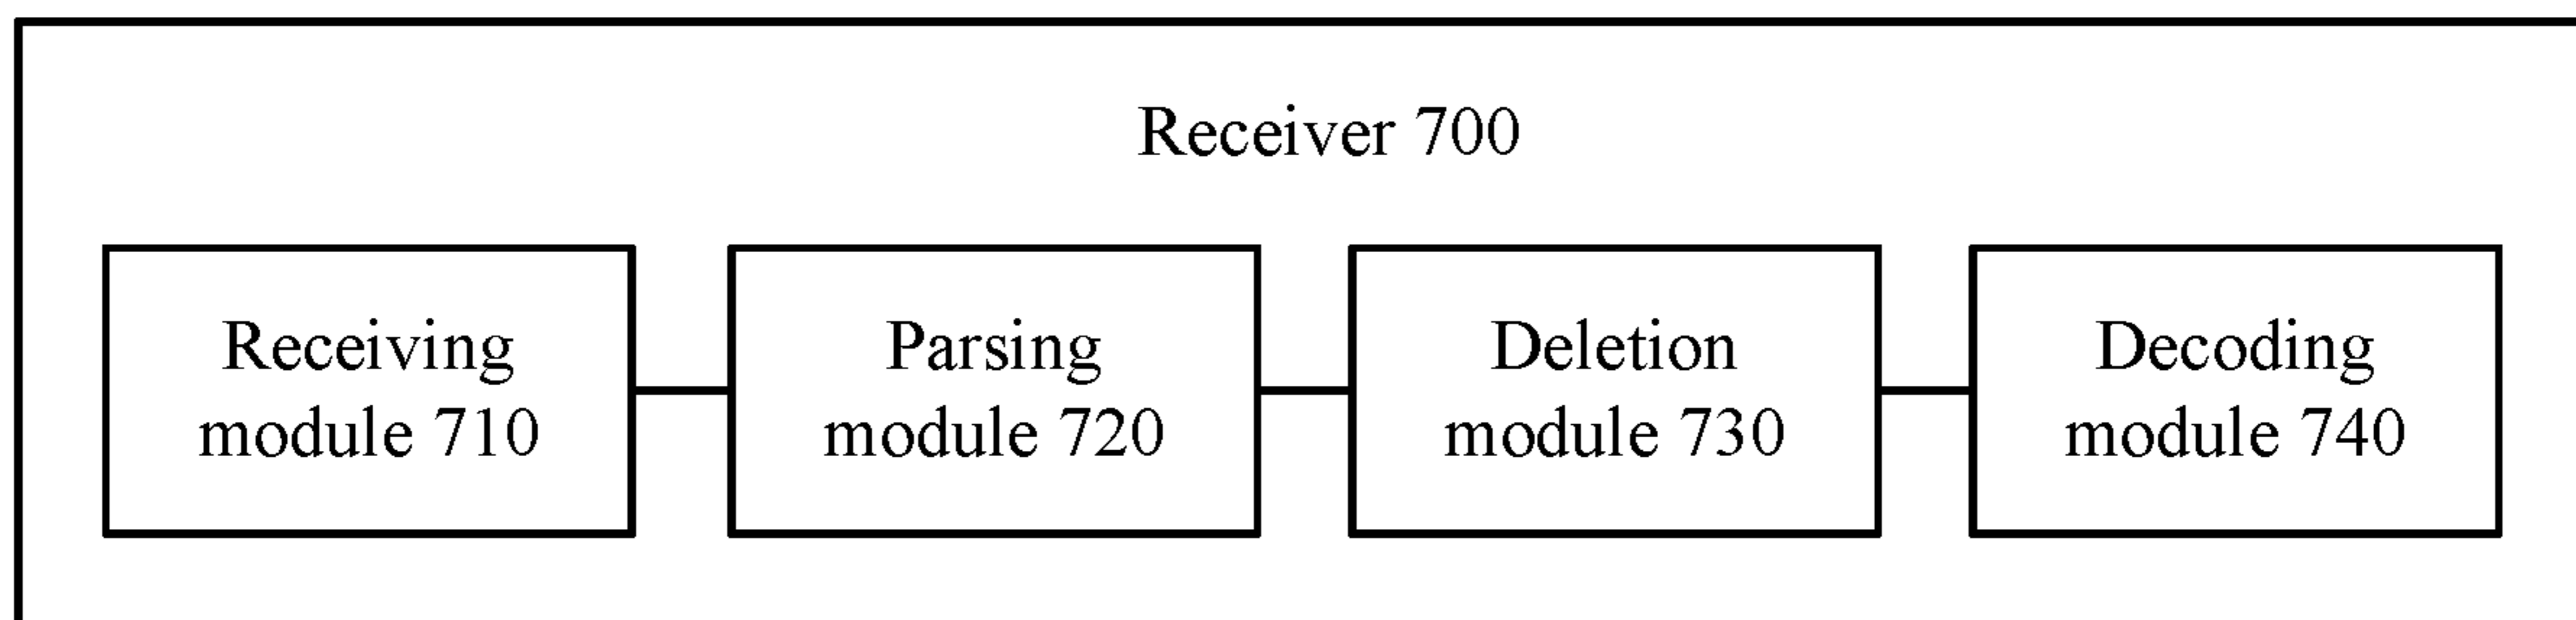 Receiver 700
Receiving
module 710
Parsing
module 720
Deletion
module 730
Decoding
module 740